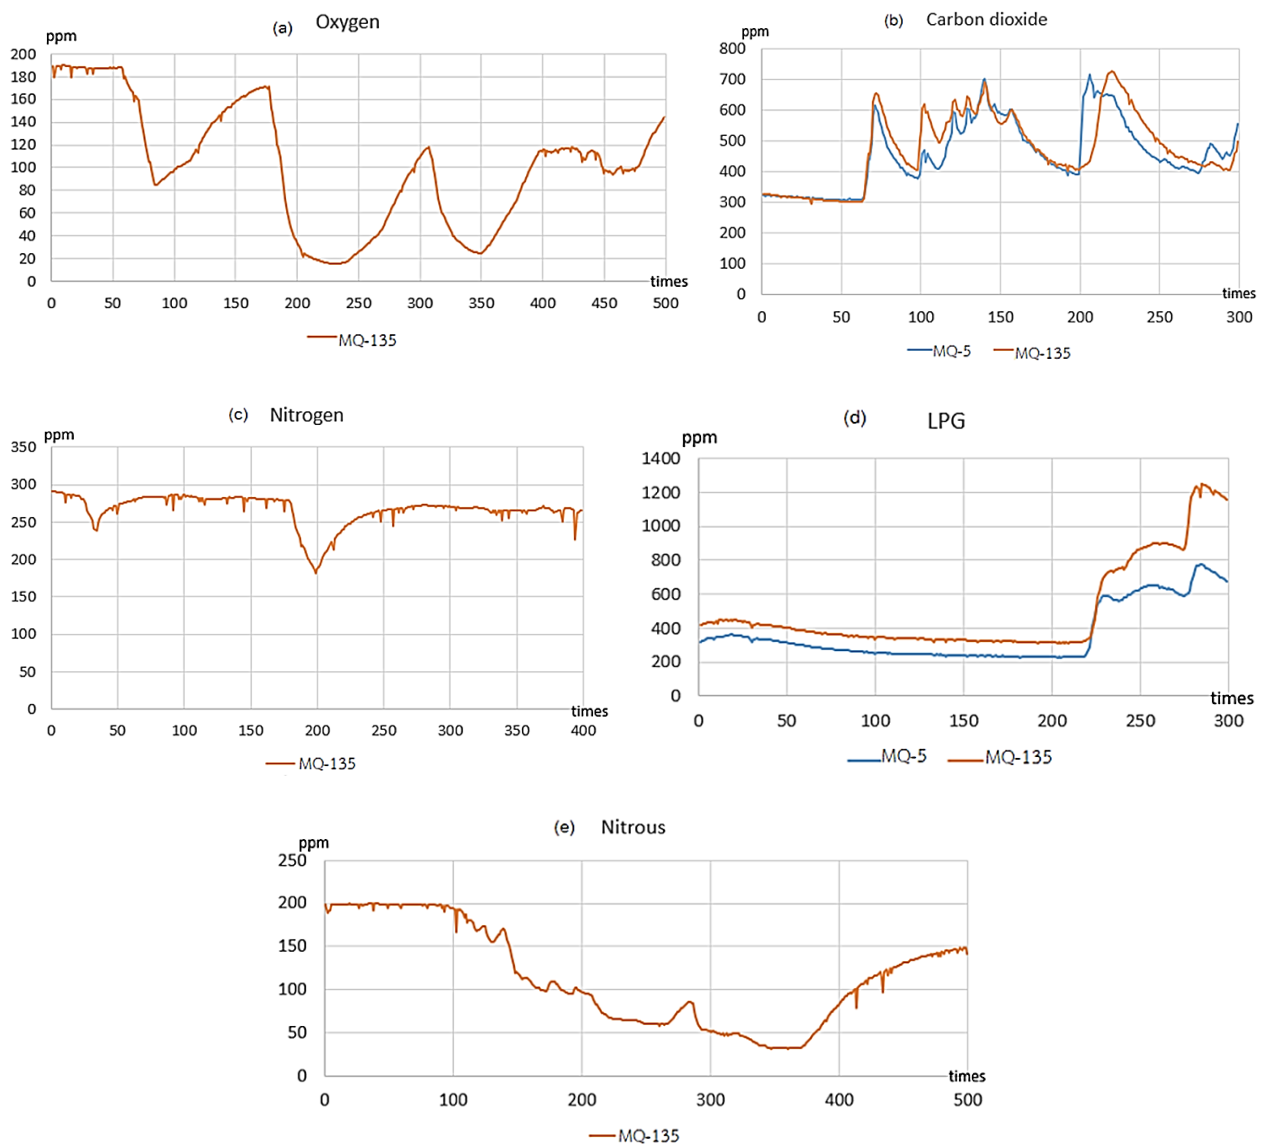 (a) Oxygen
ppm
200
180
160
140
120
100
80
60
40
20
0
times
0 50 100 150 200 250 300 350 400 450 500
MQ-135
(b) Carbon dioxide
ppm
800
700
600
500
400
300
200
100
0
times
0 50 100 150 200 250 300
MQ-5 MQ-135
(c) Nitrogen
ppm
350
300
250
200
150
100
50
0
times
0 50 100 150 200 250 300 350 400
MQ-135
(d) LPG
ppm
1400
1200
1000
800
600
400
200
0
times
0 50 100 150 200 250 300
MQ-5 MQ-135
(e) Nitrous
ppm
250
200
150
100
50
0
times
0 100 200 300 400 500
MQ-135